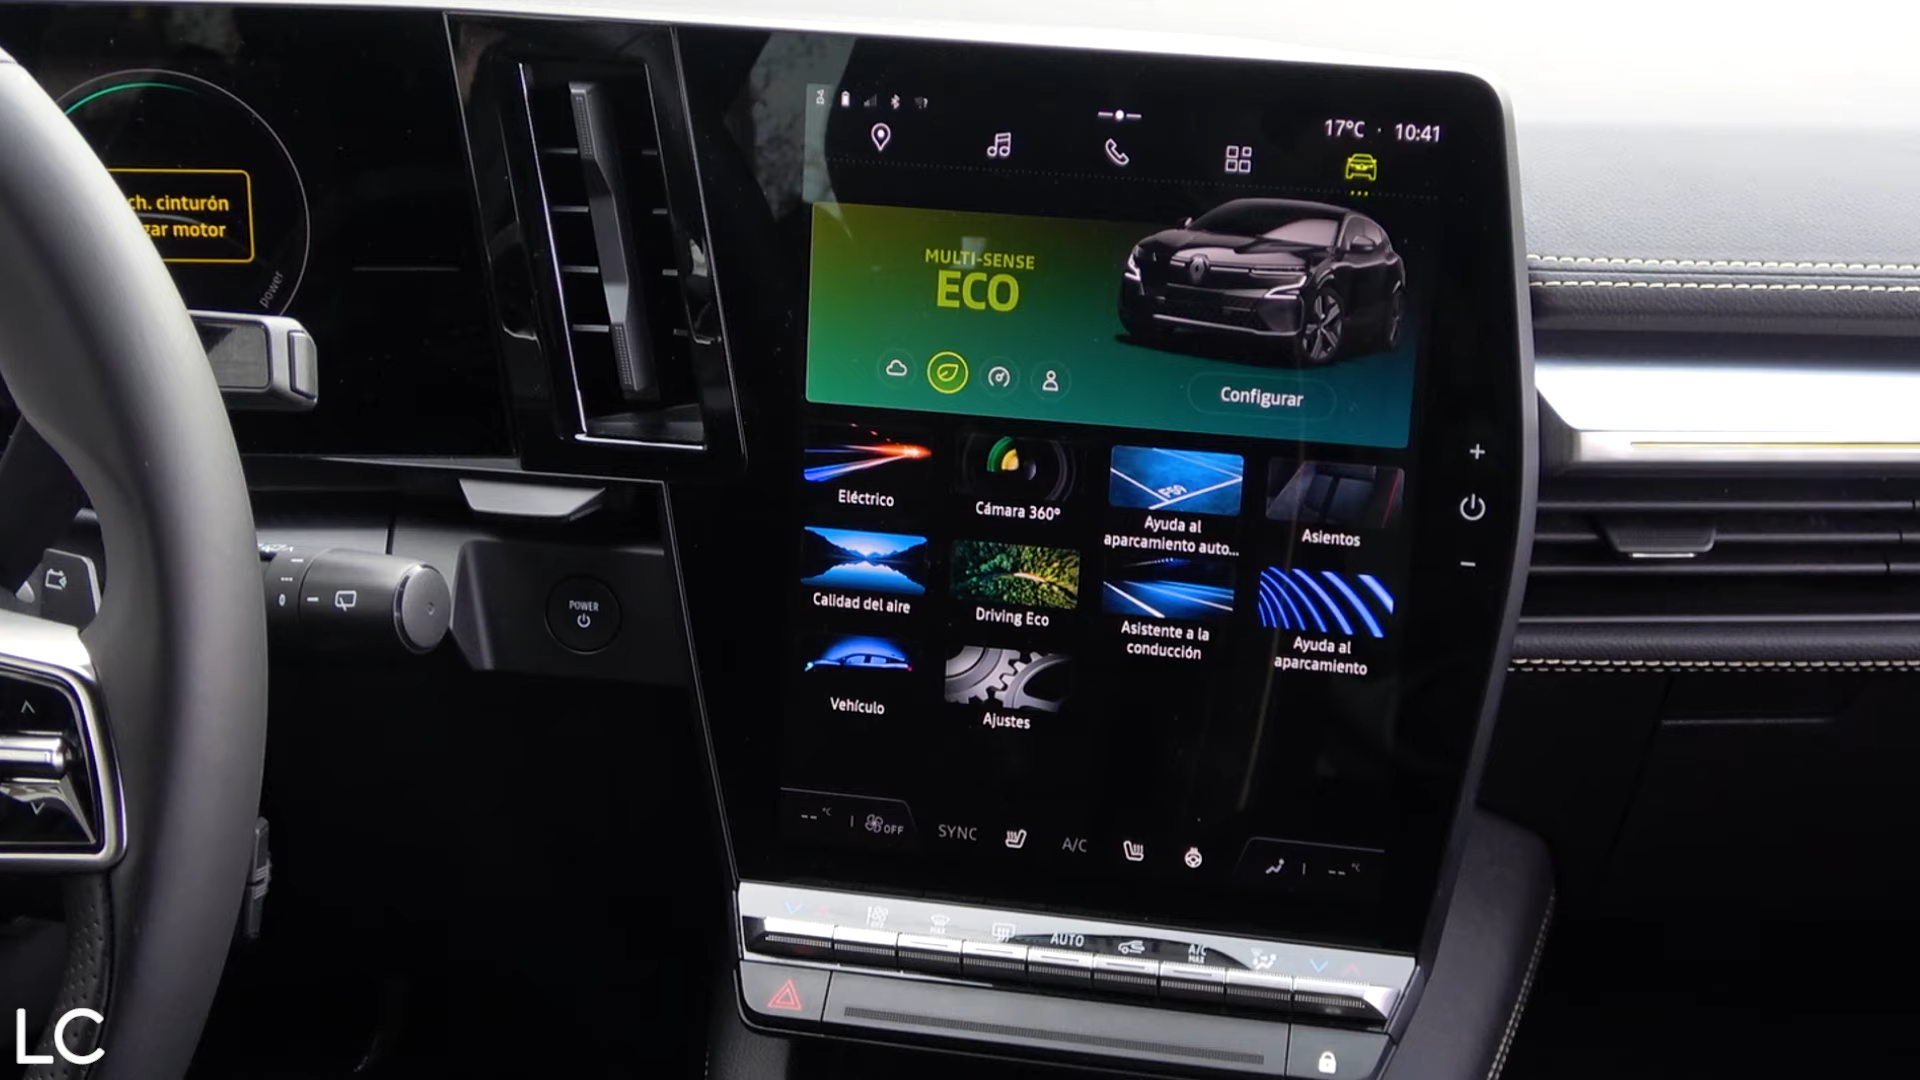 ch. cinturón
zar motor
power
17°C · 10:41
MULTI-SENSE
ECO
Configurar
Eléctrico
Cámara 360°
Ayuda al
aparcamiento auto...
Asientos
Calidad del aire
Driving Eco
Asistente a la
conducción
Ayuda al
aparcamiento
Vehículo
Ajustes
POWER
-- °C
OFF
SYNC
A/C
-- °C
MAX
AUTO
A/C
MAX
LC